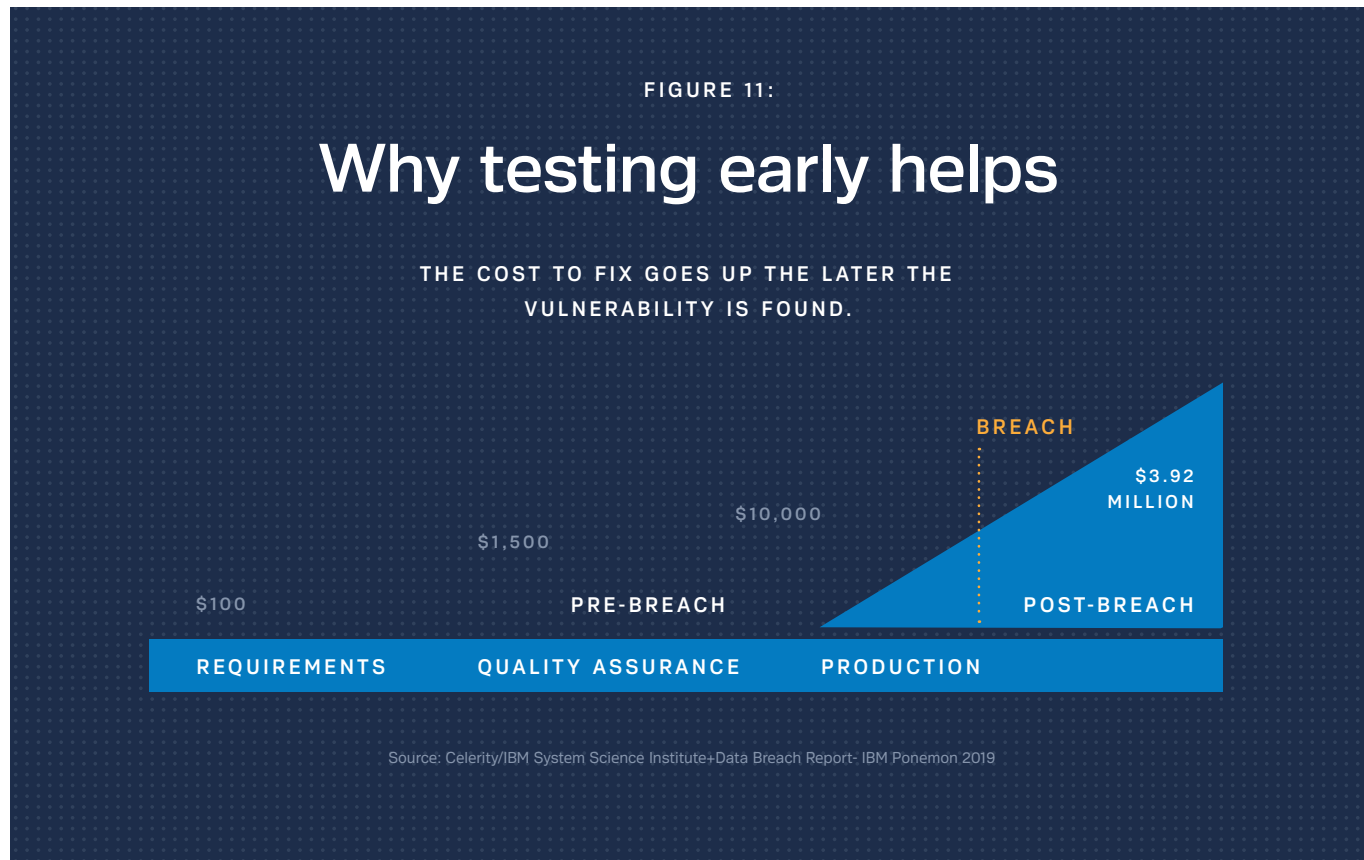 FIGURE 11:
Why testing early helps
THE COST TO FIX GOES UP THE LATER THE
VULNERABILITY IS FOUND.
BREACH
$3.92
MILLION
$10,000
$1,500
$100
PRE-BREACH
POST-BREACH
REQUIREMENTS
QUALITY ASSURANCE
PRODUCTION
Source: Celerity/IBM System Science Institute+Data Breach Report- IBM Ponemon 2019